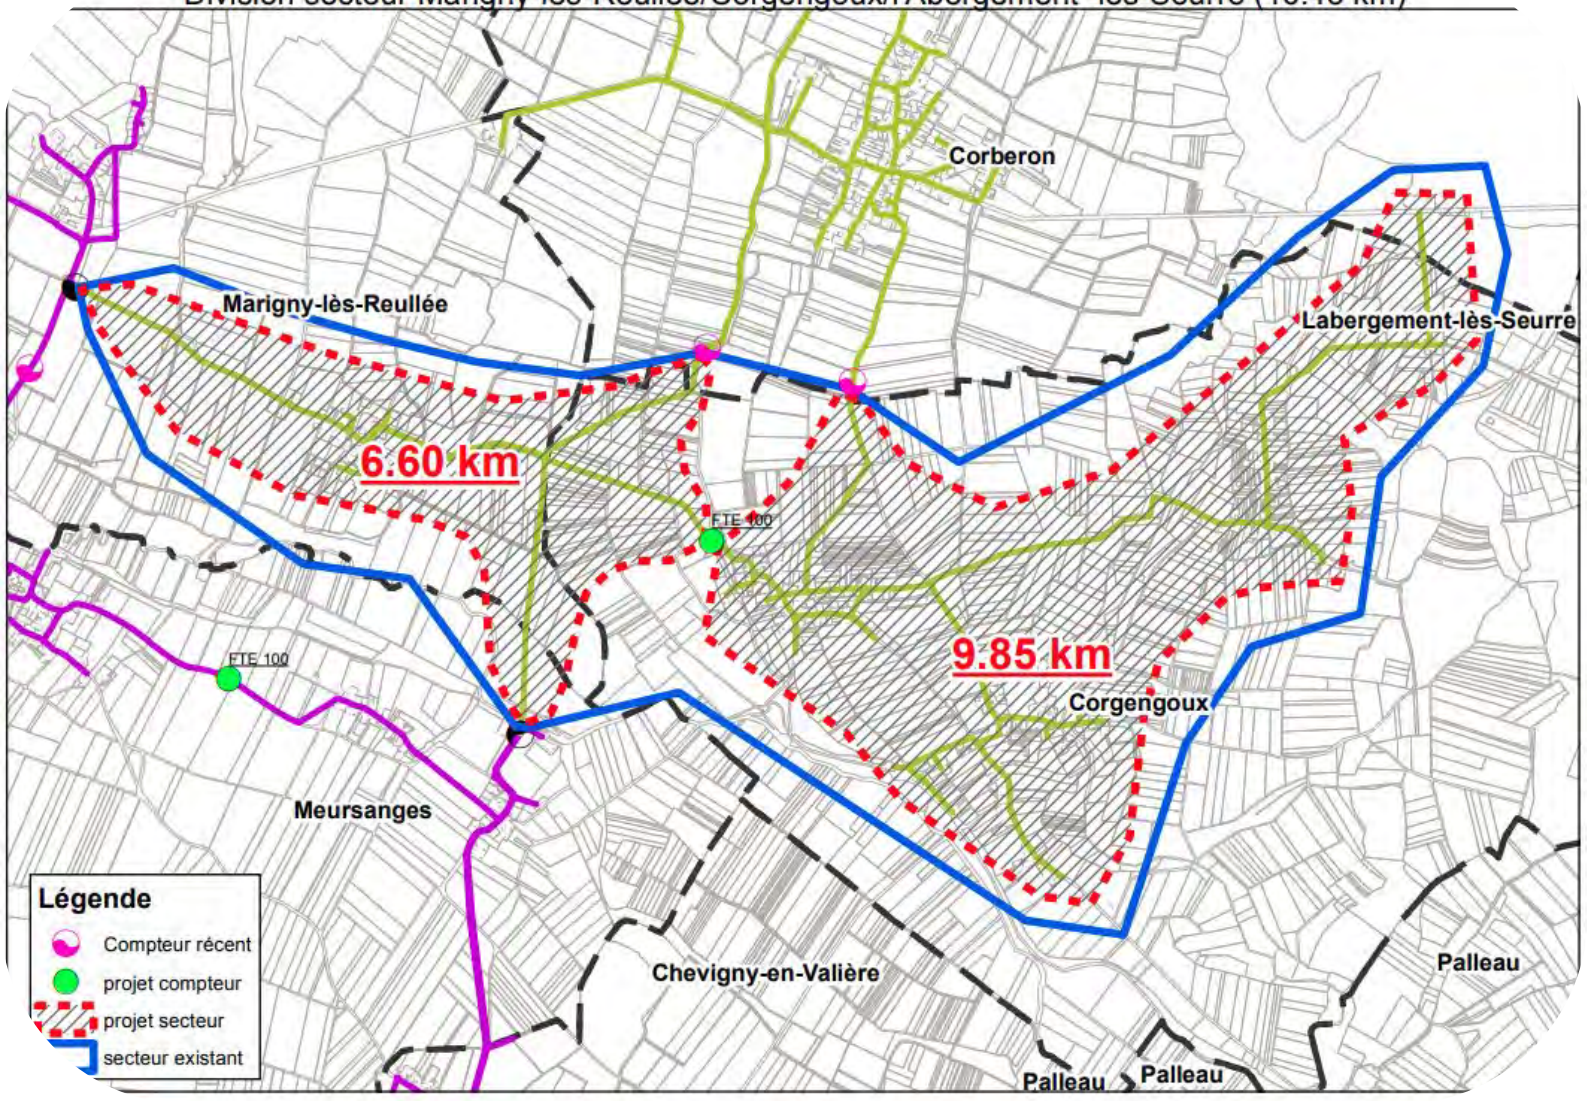 Corberon
Marigny-lès-Reullée
Labergement-lès-Seurre
6.60 km
FTE 100
9.85 km
FTE 100
Corgengoux
Meursanges
Légende
Compteur récent
projet compteur
projet secteur
secteur existant
Chevigny-en-Valière
Palleau
Palleau
Palleau